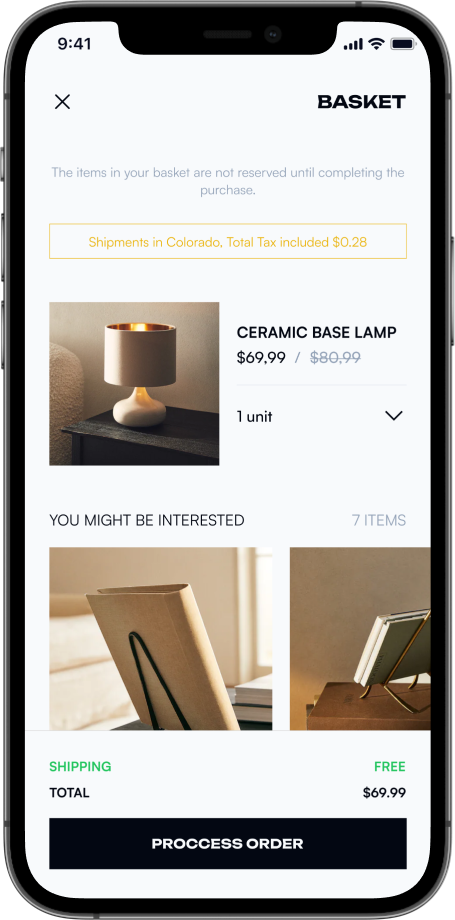 9:41
BASKET
The items in your basket are not reserved until completing the
purchase.
Shipments in Colorado, Total Tax included $0.28
CERAMIC BASE LAMP
$69,99 / $80,99
1 unit
YOU MIGHT BE INTERESTED 7 ITEMS
SHIPPING FREE
TOTAL $69.99
PROCCESS ORDER